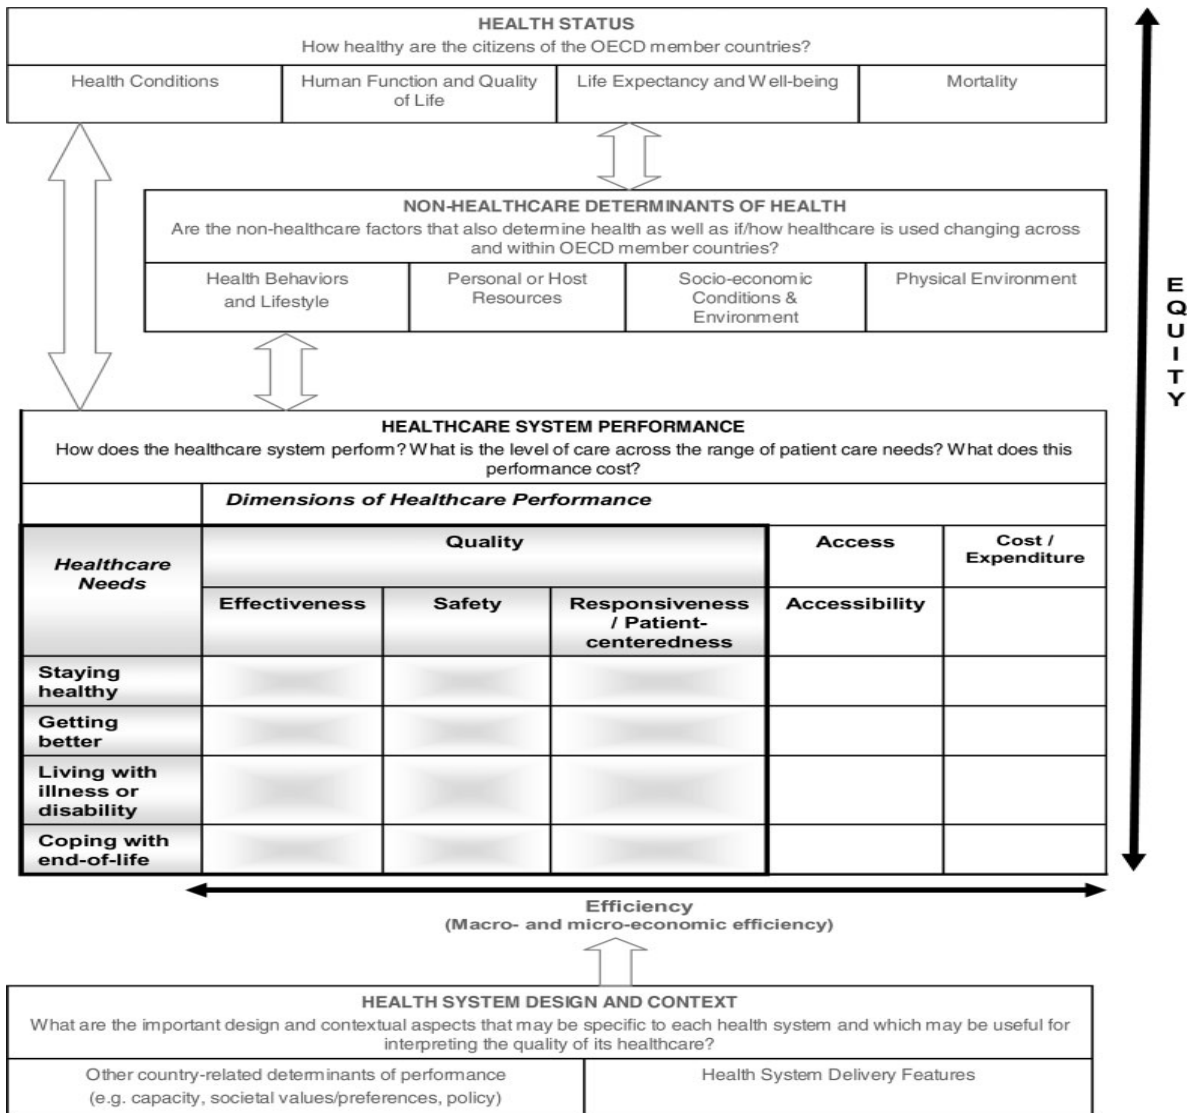 HEALTH STATUS
How healthy are the citizens of the OECD member countries?
Health Conditions
Human Function and Quality
of Life
Life Expectancy and Well-being
Mortality
NON-HEALTHCARE DETERMINANTS OF HEALTH
Are the non-healthcare factors that also determine health as well as if/how healthcare is used changing across
and within OECD member countries?
Health Behaviors
and Lifestyle
Personal or Host
Resources
Socio-economic
Conditions &
Environment
Physical Environment
E
Q
U
I
T
Y
HEALTHCARE SYSTEM PERFORMANCE
How does the healthcare system perform? What is the level of care across the range of patient care needs? What does this
performance cost?
Dimensions of Healthcare Performance
Healthcare
Needs
Quality
Access
Cost /
Expenditure
Effectiveness
Safety
Responsiveness
/ Patient-
centeredness
Accessibility
Staying
healthy
Getting
better
Living with
illness or
disability
Coping with
end-of-life
Efficiency
(Macro- and micro-economic efficiency)
HEALTH SYSTEM DESIGN AND CONTEXT
What are the important design and contextual aspects that may be specific to each health system and which may be useful for
interpreting the quality of its healthcare?
Other country-related determinants of performance
(e.g. capacity, societal values/preferences, policy)
Health System Delivery Features